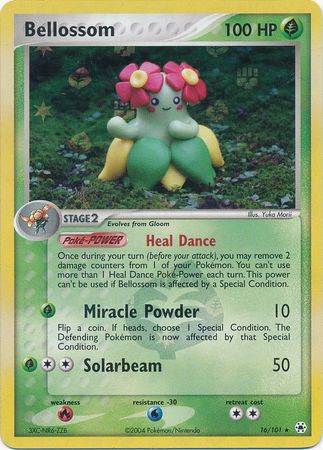 Bellossom 100 HP
Illus. Yuka Morii
STAGE2
Evolves from Gloom
Poké-POWER Heal Dance
Once during your turn (before your attack), you may remove 2
damage counters from 1 of your Pokémon. You can't use
more than 1 Heal Dance Poké-Power each turn. This power
can't be used if Bellossom is affected by a Special Condition.
Miracle Powder 10
Flip a coin. If heads, choose 1 Special Condition. The
Defending Pokémon is now affected by that Special
Condition.
Solarbeam 50
weakness resistance -30 retreat cost
3XC-NR6-ZZB ©2004 Pokémon/Nintendo 16/101 ★